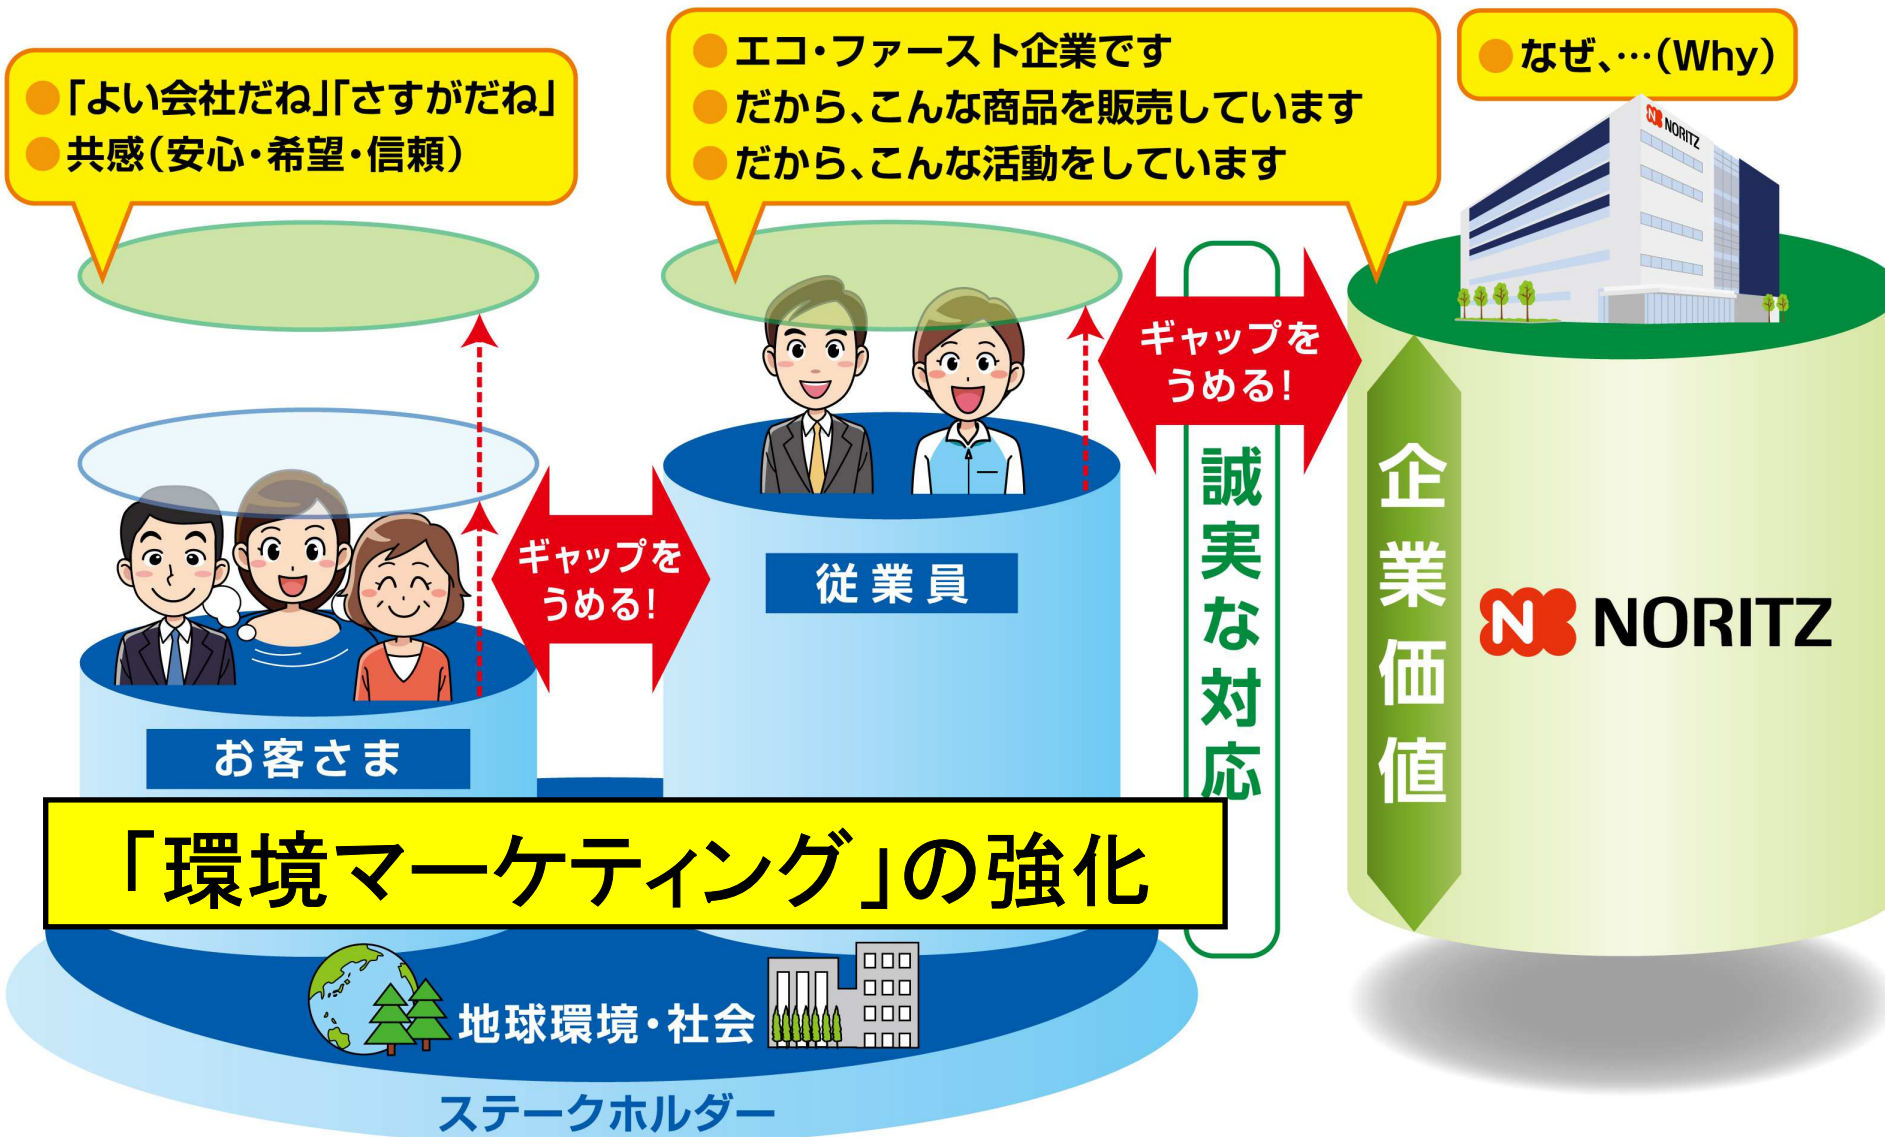 ●「よい会社だね」「さすがだね」
●共感(安心・希望・信頼)
●エコ・ファースト企業です
●だから、こんな商品を販売しています
●だから、こんな活動をしています
●なぜ、…(Why)
NORITZ
ギャップを
うめる!
ギャップを
うめる!
従業員
お客さま
誠実な対応
企業価値
N NORITZ
「環境マーケティング」の強化
地球環境・社会
ステークホルダー